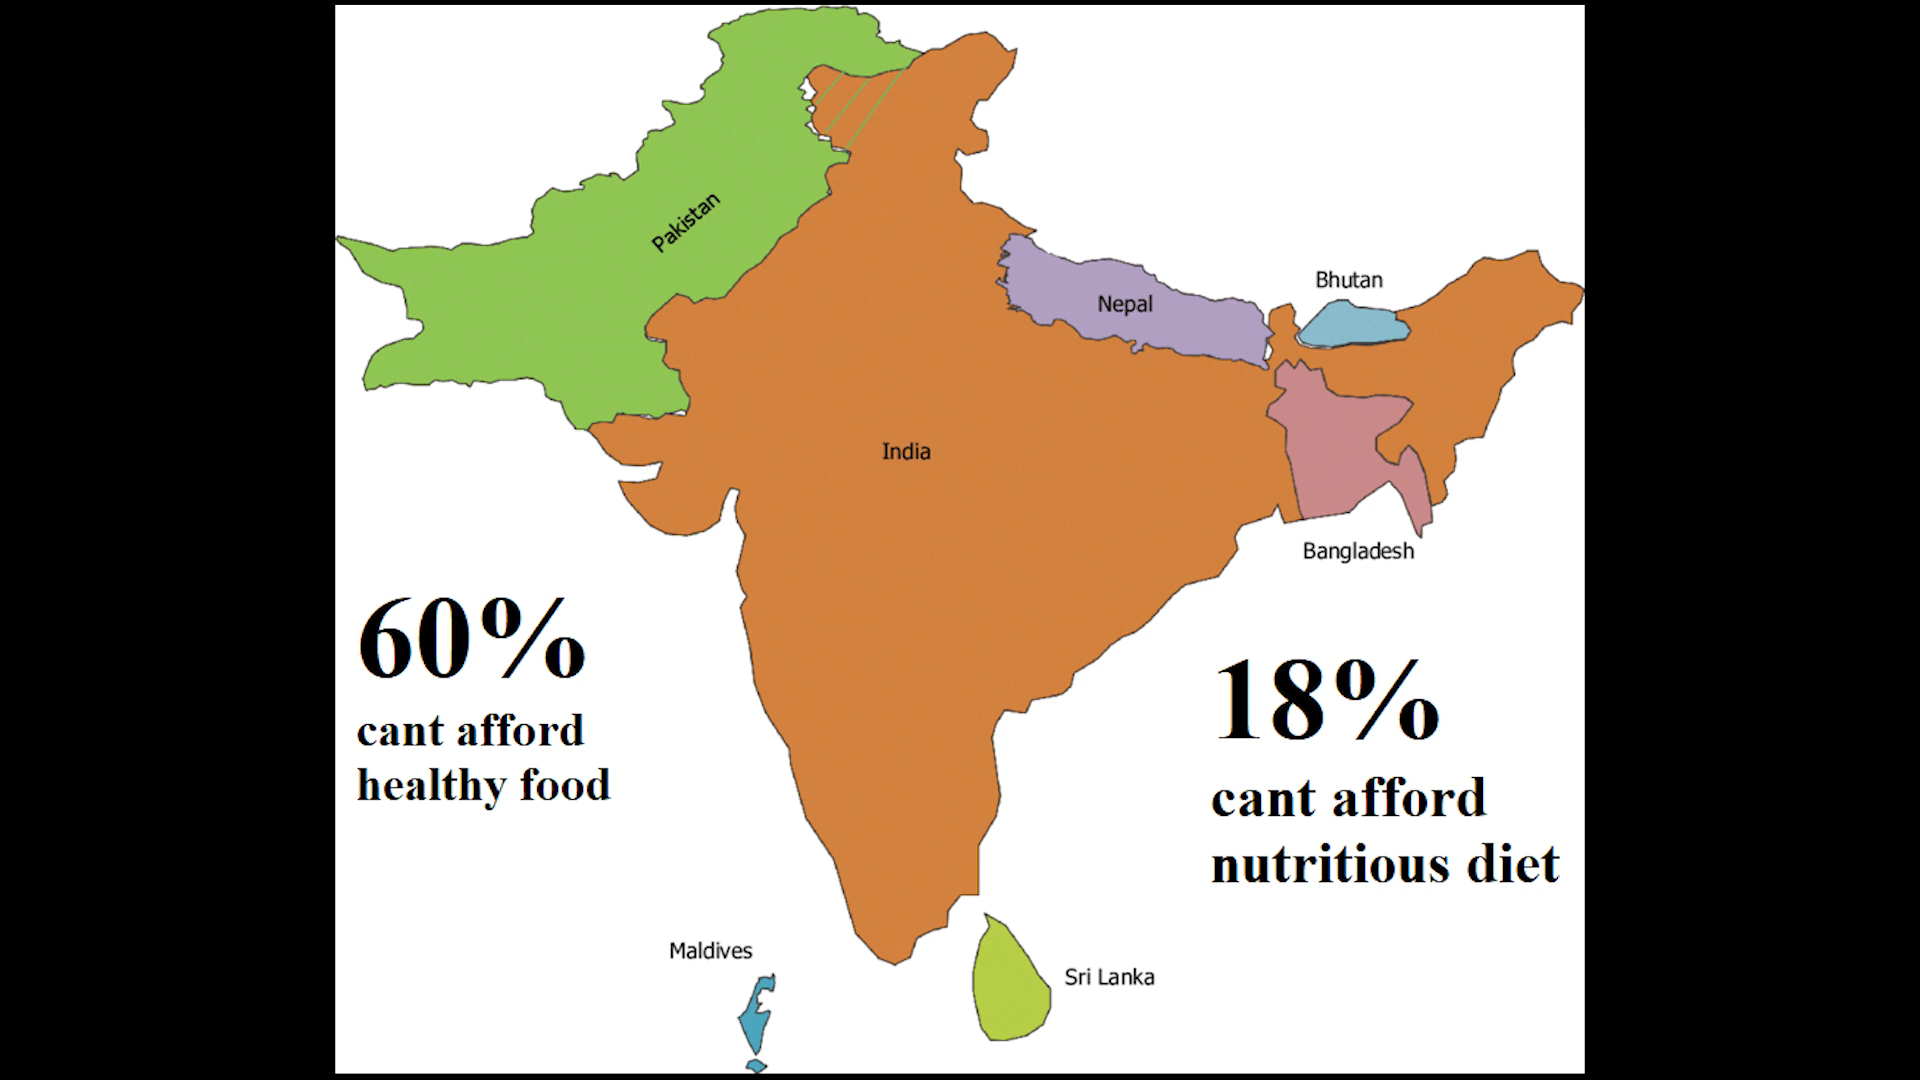 Pakistan
Nepal
Bhutan
India
Bangladesh
60%
cant afford
healthy food
18%
cant afford
nutritious diet
Maldives
Sri Lanka